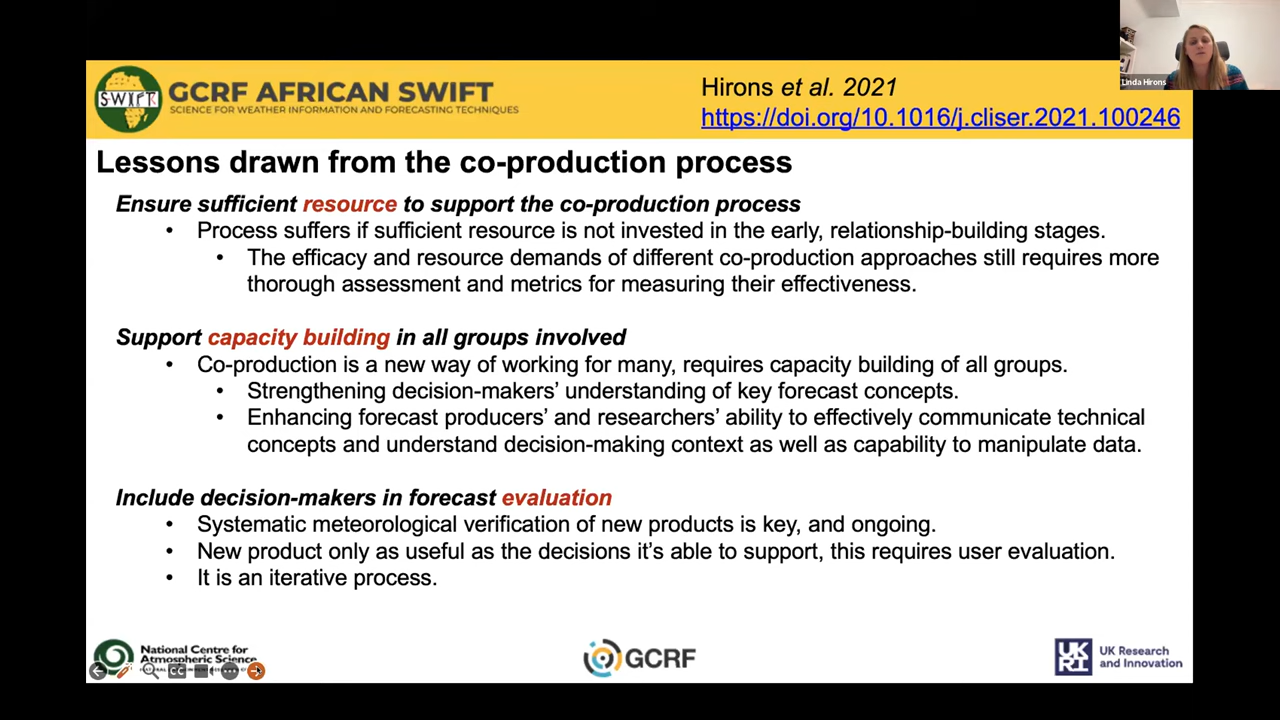 Linda Hirons
SWIFT
GCRF AFRICAN SWIFT
SCIENCE FOR WEATHER INFORMATION AND FORECASTING TECHNIQUES
Hirons et al. 2021
https://doi.org/10.1016/j.cliser.2021.100246
Lessons drawn from the co-production process
Ensure sufficient resource to support the co-production process
• Process suffers if sufficient resource is not invested in the early, relationship-building stages.
• The efficacy and resource demands of different co-production approaches still requires more
thorough assessment and metrics for measuring their effectiveness.
Support capacity building in all groups involved
• Co-production is a new way of working for many, requires capacity building of all groups.
• Strengthening decision-makers’ understanding of key forecast concepts.
• Enhancing forecast producers’ and researchers’ ability to effectively communicate technical
concepts and understand decision-making context as well as capability to manipulate data.
Include decision-makers in forecast evaluation
• Systematic meteorological verification of new products is key, and ongoing.
• New product only as useful as the decisions it’s able to support, this requires user evaluation.
• It is an iterative process.
National Centre for
Atmospheric Science
CC
GCRF
UKRI
UK Research
and Innovation